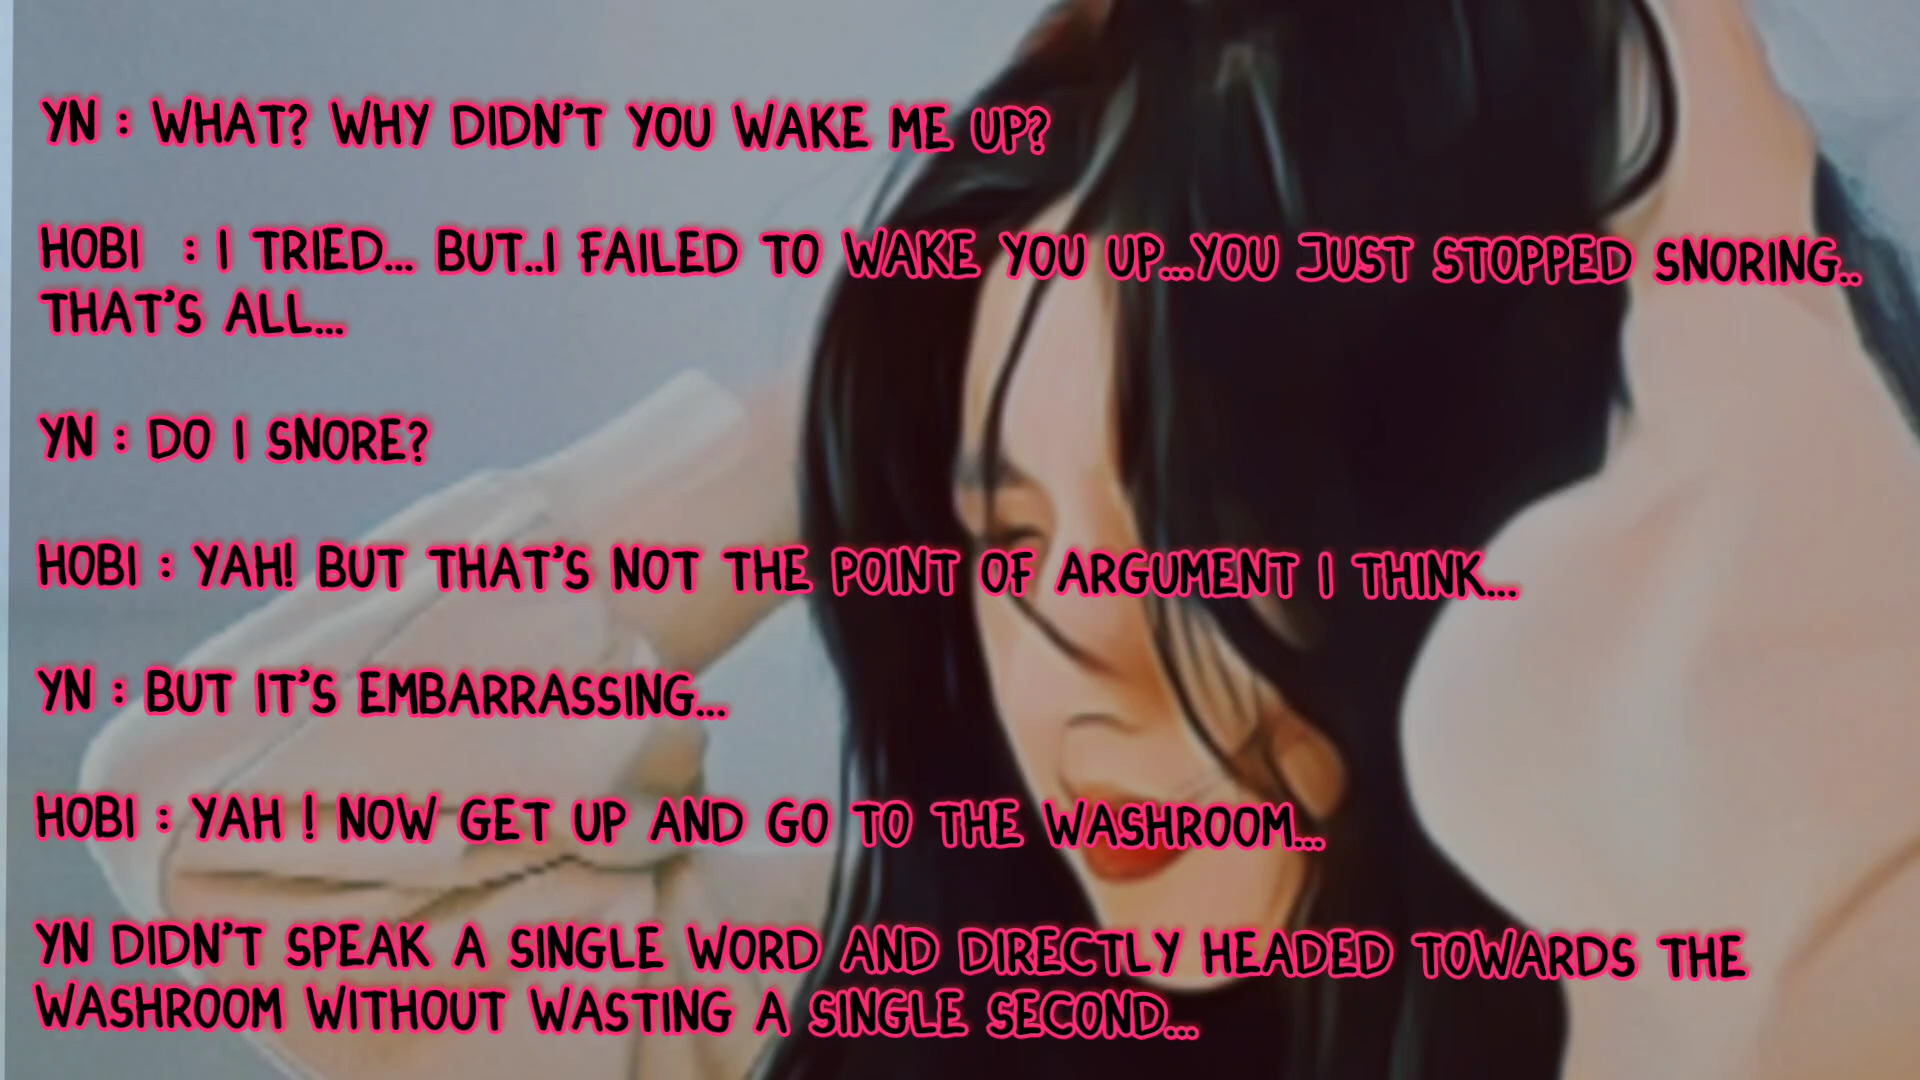 YN : WHAT? WHY DIDN'T YOU WAKE ME UP?
HOBI : I TRIED... BUT..I FAILED TO WAKE YOU UP...YOU JUST STOPPED SNORING..
THAT'S ALL...
YN : DO I SNORE?
HOBI : YAH! BUT THAT'S NOT THE POINT OF ARGUMENT I THINK...
YN : BUT IT'S EMBARRASSING...
HOBI : YAH ! NOW GET UP AND GO TO THE WASHROOM...
YN DIDN'T SPEAK A SINGLE WORD AND DIRECTLY HEADED TOWARDS THE
WASHROOM WITHOUT WASTING A SINGLE SECOND...